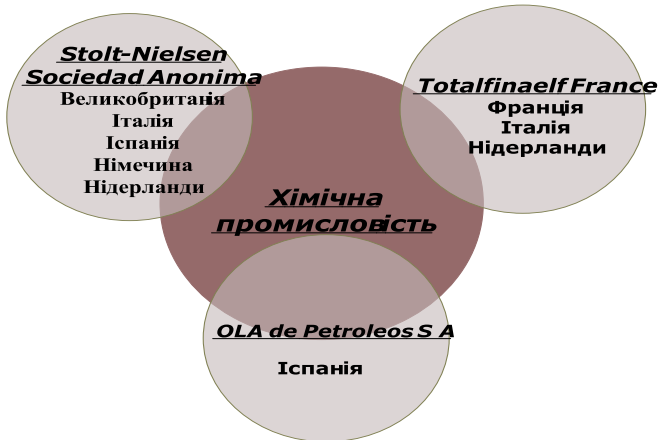 Stolt-Nielsen
Sociedad Anonima
Великобританія
Італія
Іспанія
Німечина
Нідерланди
Totalfinaelf France
Франція
Італія
Нідерланди
Хімічна
промисловість
OLA de Petroleos S A
Іспанія